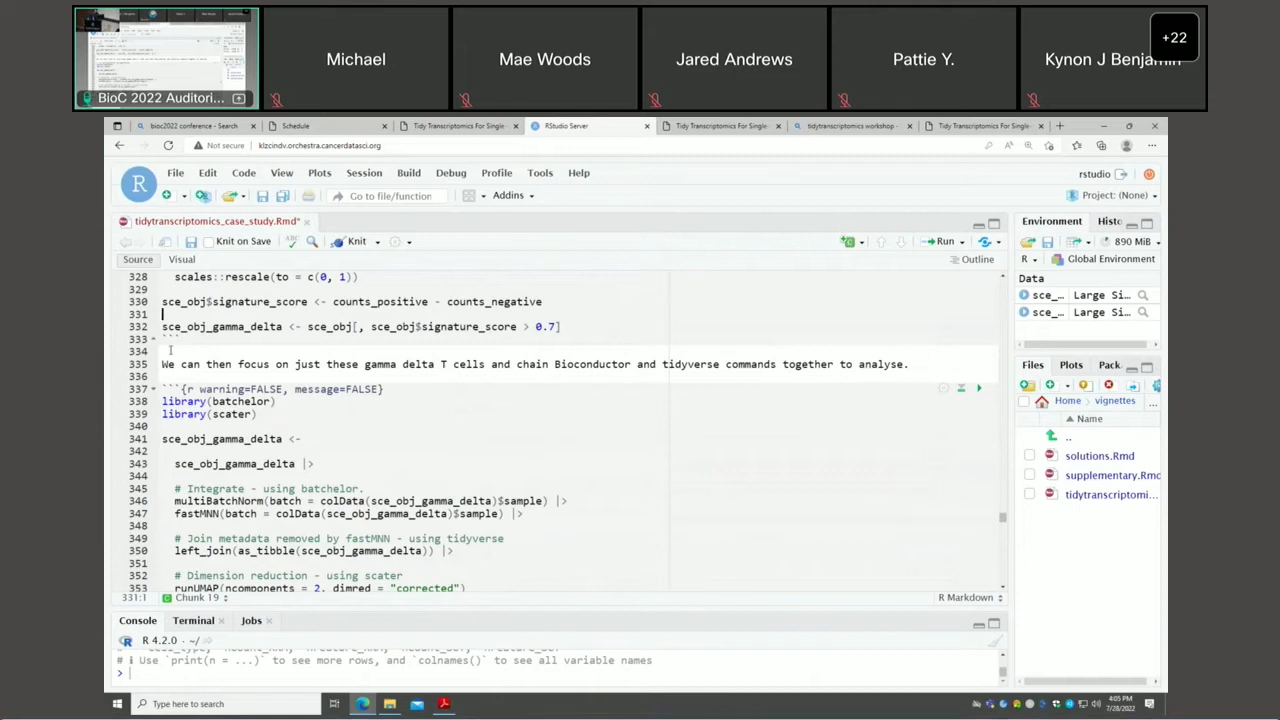 Michael
Mae Woods
Jared Andrews
Pattie Y.
Kynon J Benjamin
+22
BioC 2022 Auditori...
bioc2022 conference - Search
Schedule
Tidy Transcriptomics For Single-
RStudio Server
Tidy Transcriptomics For Single-
tidytranscriptomics workshop -
Tidy Transcriptomics For Single-
Not secure | klzcindv.orchestra.cancerdatasci.org
File Edit Code View Plots Session Build Debug Profile Tools Help
rstudio
Go to file/function
Addins
Project: (None)
tidytranscriptomics_case_study.Rmd*
Environment Histo
Knit on Save
Knit
Run
890 MiB
Source Visual
Outline
R
Global Environment
Data
sce_… Large Si…
sce_… Large Si…
328 scales::rescale(to = c(0, 1))
329
330 sce_obj$signature_score <- counts_positive - counts_negative
331
332 sce_obj_gamma_delta <- sce_obj[, sce_obj$signature_score > 0.7]
333 ```
334
335 We can then focus on just these gamma delta T cells and chain Bioconductor and tidyverse commands together to analyse.
336
337 ```{r warning=FALSE, message=FALSE}
338 library(batchelor)
339 library(scater)
340
341 sce_obj_gamma_delta <-
342
343 sce_obj_gamma_delta |>
344
345 # Integrate - using batchelor.
346 multiBatchNorm(batch = colData(sce_obj_gamma_delta)$sample) |>
347 fastMNN(batch = colData(sce_obj_gamma_delta)$sample) |>
348
349 # Join metadata removed by fastMNN - using tidyverse
350 left_join(as_tibble(sce_obj_gamma_delta)) |>
351
352 # Dimension reduction - using scater
353 runUMAP(ncomponents = 2, dimred = "corrected")
331:1 Chunk 19
R Markdown
Files Plots Pack
Home vignettes ...
Name
..
solutions.Rmd
supplementary.Rmd
tidytranscriptomi...
Console Terminal Jobs
R 4.2.0 · ~/
# ℹ Use `print(n = ...)` to see more rows, and `colnames()` to see all variable names
>
Type here to search
4:05 PM
7/28/2022